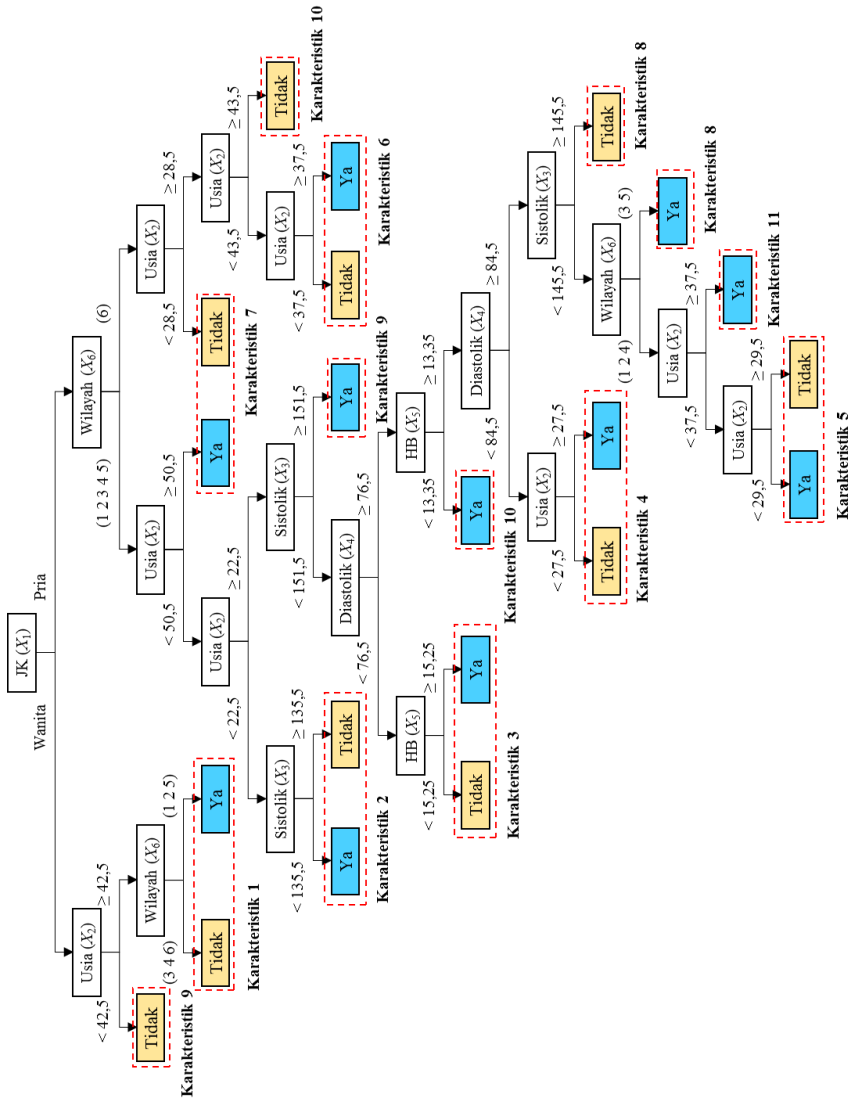 JK (X₁)
Wanita
Pria
Usia (X₂)
Wilayah (X₆)
< 42,5
≥ 42,5
(1 2 3 4 5)
(6)
Tidak
Wilayah (X₆)
Usia (X₂)
Usia (X₂)
Karakteristik 9
(3 4 6)
(1 2 5)
< 50,5
≥ 50,5
< 28,5
≥ 28,5
Tidak
Ya
Usia (X₂)
Ya
Tidak
Usia (X₂)
Karakteristik 1
< 22,5
≥ 22,5
Karakteristik 7
< 43,5
≥ 43,5
Sistolik (X₃)
Sistolik (X₃)
Usia (X₂)
Tidak
< 135,5
≥ 135,5
< 151,5
≥ 151,5
< 37,5
≥ 37,5
Karakteristik 10
Ya
Tidak
Diastolik (X₄)
Ya
Tidak
Ya
Karakteristik 2
< 76,5
≥ 76,5
Karakteristik 9
Karakteristik 6
HB (X₅)
HB (X₅)
< 15,25
≥ 15,25
< 13,35
≥ 13,35
Tidak
Ya
Ya
Diastolik (X₄)
Karakteristik 3
Karakteristik 10
< 84,5
≥ 84,5
Usia (X₂)
Sistolik (X₃)
< 27,5
≥ 27,5
< 145,5
≥ 145,5
Tidak
Ya
Wilayah (X₆)
Tidak
Karakteristik 4
(1 2 4)
(3 5)
Karakteristik 8
Usia (X₂)
Ya
< 37,5
≥ 37,5
Karakteristik 8
Usia (X₂)
Ya
< 29,5
≥ 29,5
Karakteristik 11
Ya
Tidak
Karakteristik 5